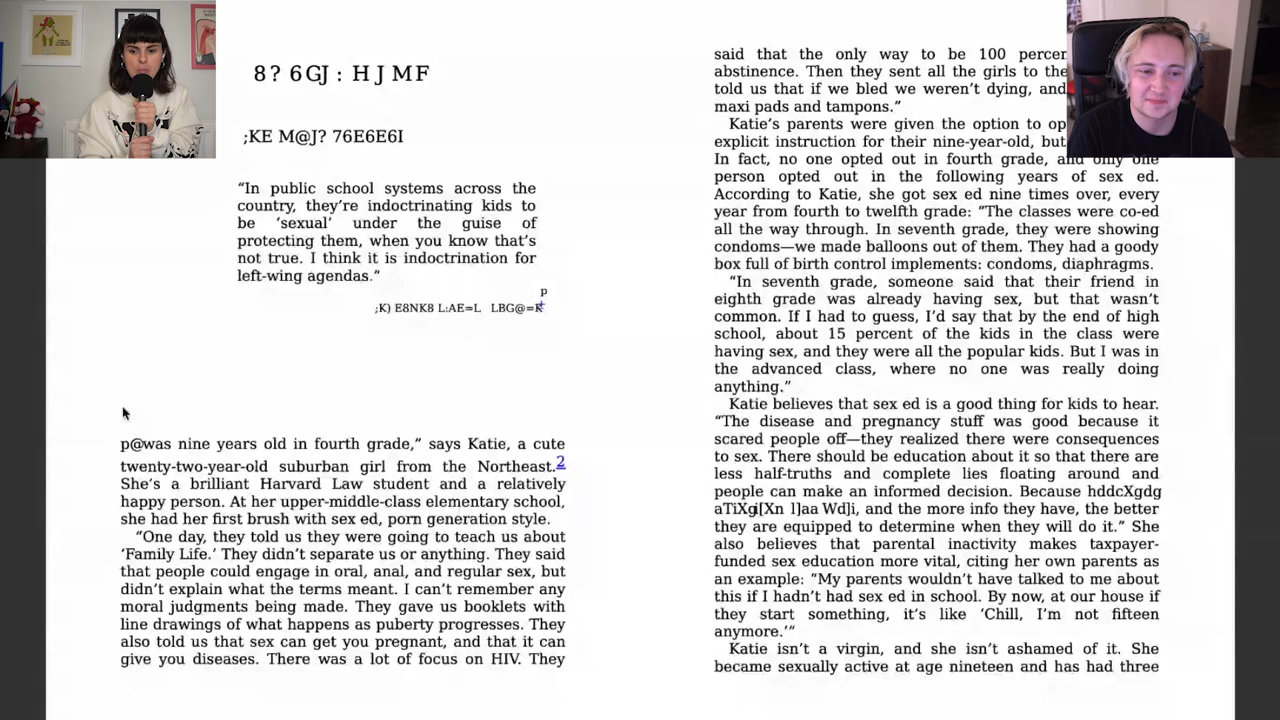 8? 6GJ : HJMF
;KE M@J? 76E6E6I
“In public school systems across the
country, they’re indoctrinating kids to
be ‘sexual’ under the guise of
protecting them, when you know that’s
not true. I think it is indoctrination for
left-wing agendas.”
p
;K) E8NK8 L:AE=L LBG@=K
p@was nine years old in fourth grade,” says Katie, a cute
twenty-two-year-old suburban girl from the Northeast.2
She’s a brilliant Harvard Law student and a relatively
happy person. At her upper-middle-class elementary school,
she had her first brush with sex ed, porn generation style.
“One day, they told us they were going to teach us about
‘Family Life.’ They didn’t separate us or anything. They said
that people could engage in oral, anal, and regular sex, but
didn’t explain what the terms meant. I can’t remember any
moral judgments being made. They gave us booklets with
line drawings of what happens as puberty progresses. They
also told us that sex can get you pregnant, and that it can
give you diseases. There was a lot of focus on HIV. They
said that the only way to be 100 percen
abstinence. Then they sent all the girls to the
told us that if we bled we weren’t dying, and
maxi pads and tampons.”
Katie’s parents were given the option to op
explicit instruction for their nine-year-old, but
In fact, no one opted out in fourth grade, and only one
person opted out in the following years of sex ed.
According to Katie, she got sex ed nine times over, every
year from fourth to twelfth grade: “The classes were co-ed
all the way through. In seventh grade, they were showing
condoms—we made balloons out of them. They had a goody
box full of birth control implements: condoms, diaphragms.
“In seventh grade, someone said that their friend in
eighth grade was already having sex, but that wasn’t
common. If I had to guess, I’d say that by the end of high
school, about 15 percent of the kids in the class were
having sex, and they were all the popular kids. But I was in
the advanced class, where no one was really doing
anything.”
Katie believes that sex ed is a good thing for kids to hear.
“The disease and pregnancy stuff was good because it
scared people off—they realized there were consequences
to sex. There should be education about it so that there are
less half-truths and complete lies floating around and
people can make an informed decision. Because hddcXgdg
aTiXgi[Xn l]aa Wd]i, and the more info they have, the better
they are equipped to determine when they will do it.” She
also believes that parental inactivity makes taxpayer-
funded sex education more vital, citing her own parents as
an example: “My parents wouldn’t have talked to me about
this if I hadn’t had sex ed in school. By now, at our house if
they start something, it’s like ‘Chill, I’m not fifteen
anymore.’“
Katie isn’t a virgin, and she isn’t ashamed of it. She
became sexually active at age nineteen and has had three